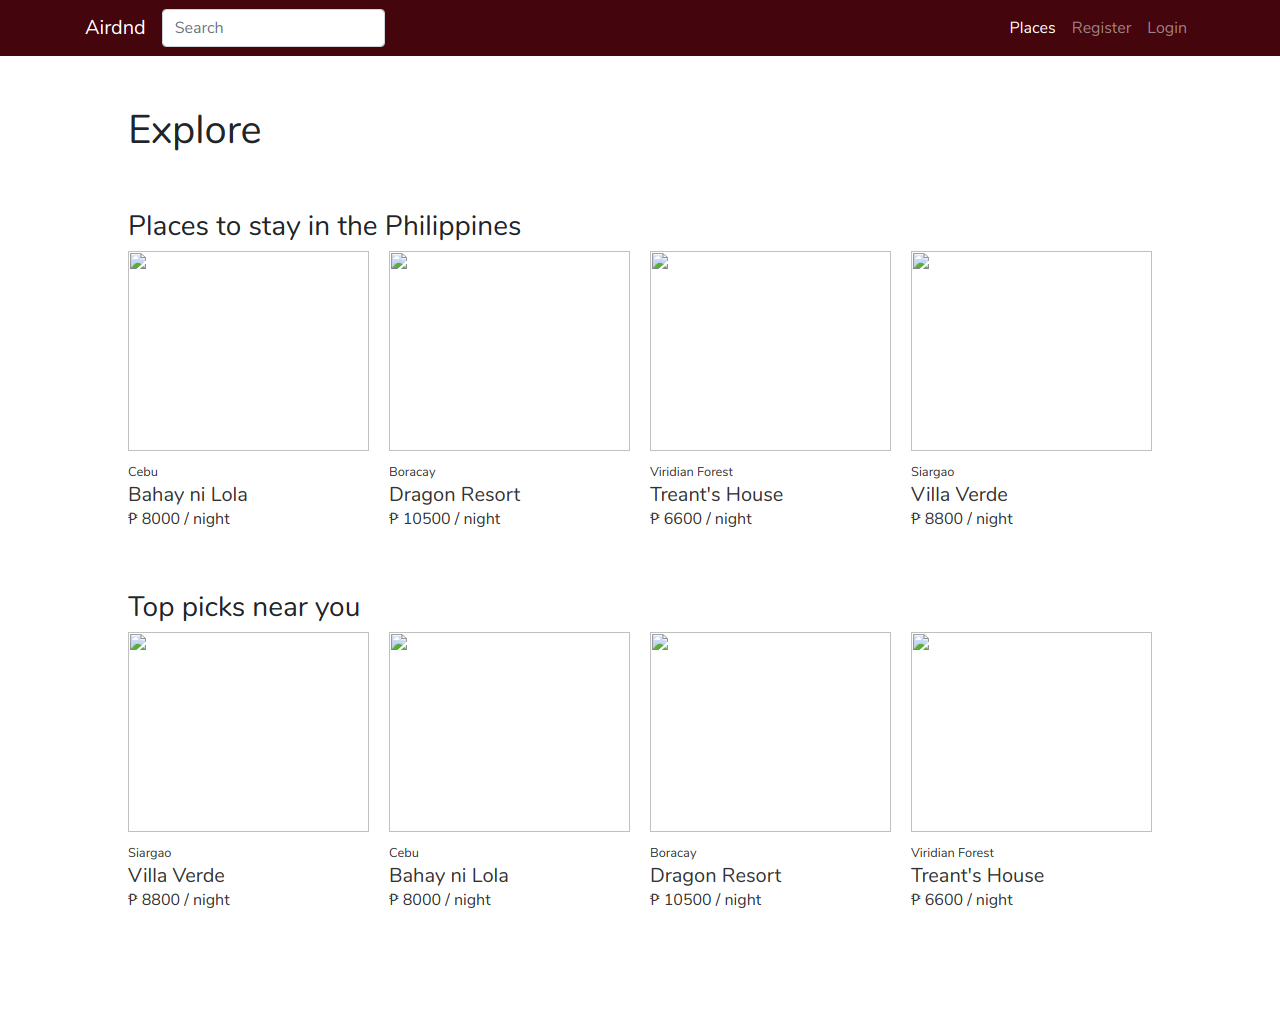 Airdnd Search Places Register Login
Explore
Places to stay in the Philippines
Cebu Boracay Viridian Forest Siargao
Bahay ni Lola Dragon Resort Treant's House Villa Verde
₱ 8000 / night ₱ 10500 / night ₱ 6600 / night ₱ 8800 / night
Top picks near you
Siargao Cebu Boracay Viridian Forest
Villa Verde Bahay ni Lola Dragon Resort Treant's House
₱ 8800 / night ₱ 8000 / night ₱ 10500 / night ₱ 6600 / night